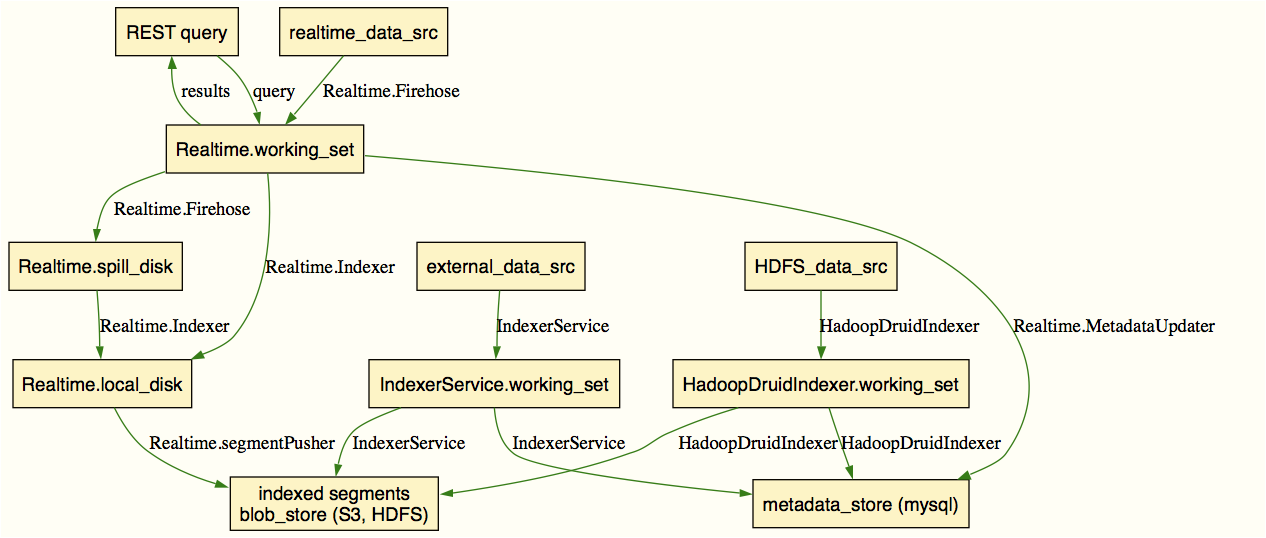 REST query
realtime_data_src
results
query
Realtime.Firehose
Realtime.working_set
Realtime.Firehose
Realtime.spill_disk
Realtime.Indexer
external_data_src
HDFS_data_src
Realtime.Indexer
IndexerService
HadoopDruidIndexer
Realtime.MetadataUpdater
Realtime.local_disk
IndexerService.working_set
HadoopDruidIndexer.working_set
Realtime.segmentPusher
IndexerService
IndexerService
HadoopDruidIndexer
HadoopDruidIndexer
indexed segments
blob_store (S3, HDFS)
metadata_store (mysql)